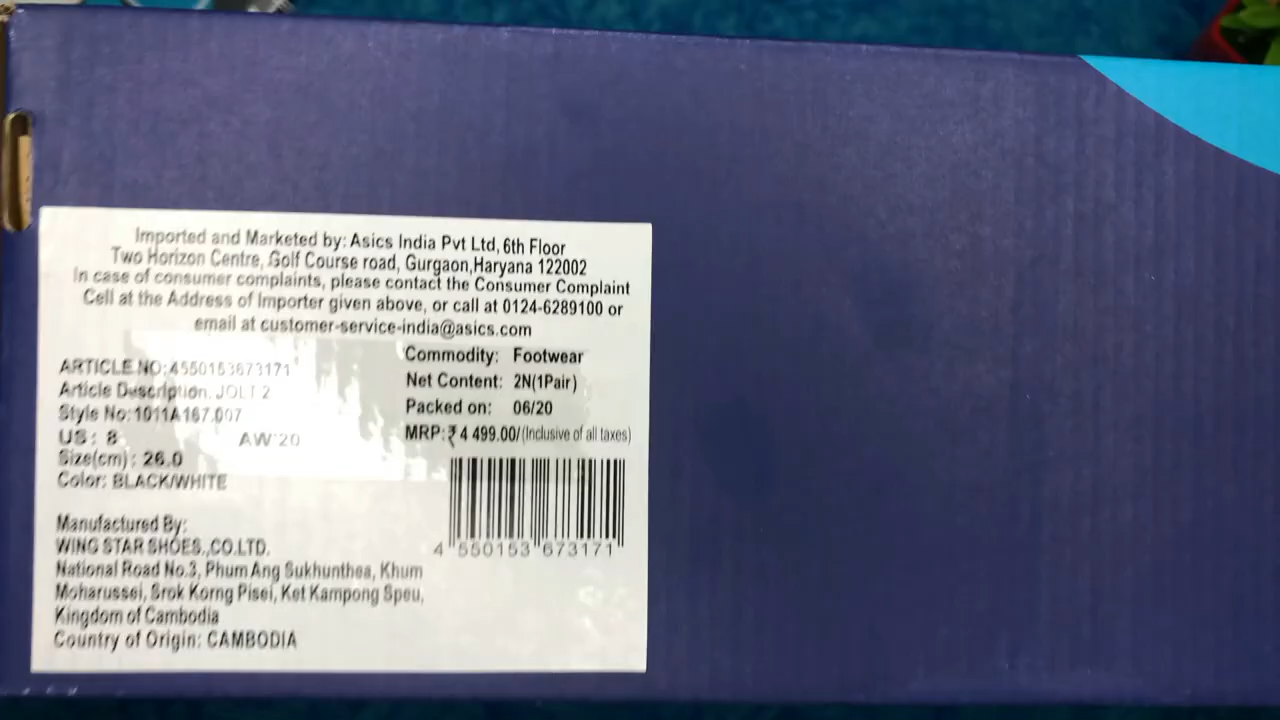 Imported and Marketed by: Asics India Pvt Ltd, 6th Floor
Two Horizon Centre, Golf Course road, Gurgaon,Haryana 122002
In case of consumer complaints, please contact the Consumer Complaint
Cell at the Address of Importer given above, or call at 0124-6289100 or
email at customer-service-india@asics.com
ARTICLE NO:4550153673171
Article Description. JOLT 2
Style No: 1011A167.007
US : 8 AW'20
Size(cm) : 26.0
Color: BLACK/WHITE
Commodity: Footwear
Net Content: 2N(1Pair)
Packed on: 06/20
MRP:₹ 4 499.00/(Inclusive of all taxes)
4 550153 673171
Manufactured By:
WING STAR SHOES.,CO.LTD.
National Road No.3, Phum Ang Sukhunthea, Khum
Moharussei, Srok Korng Pisei, Ket Kampong Speu,
Kingdom of Cambodia
Country of Origin: CAMBODIA